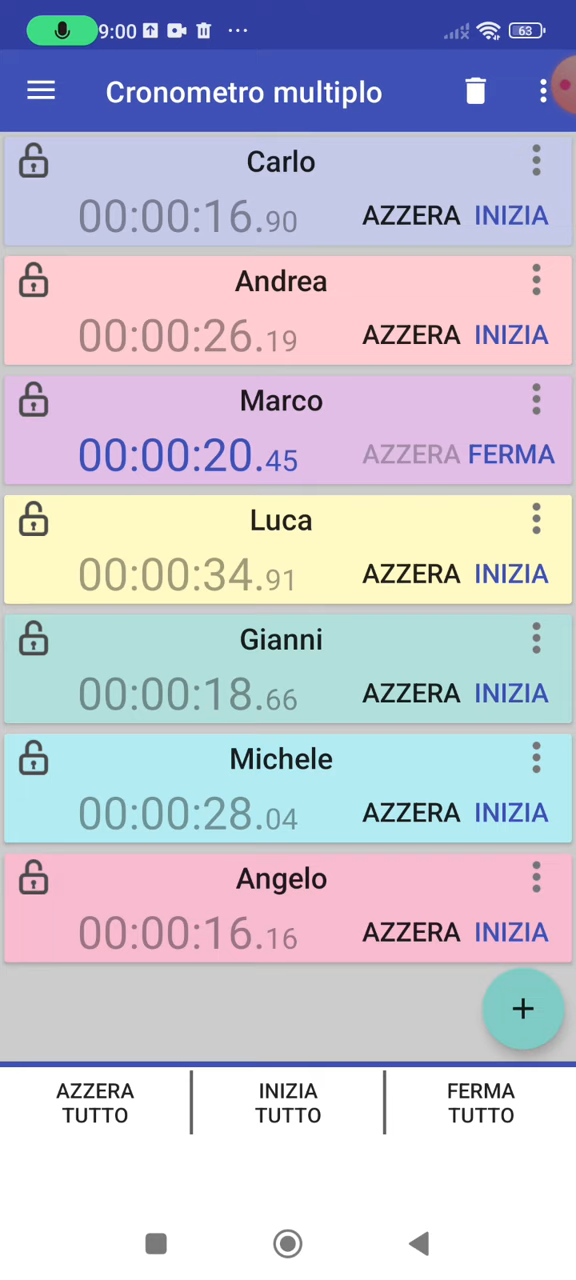 9:00 63
Cronometro multiplo
Carlo
00:00:16.90 AZZERA INIZIA
Andrea
00:00:26.19 AZZERA INIZIA
Marco
00:00:20.45 AZZERA FERMA
Luca
00:00:34.91 AZZERA INIZIA
Gianni
00:00:18.66 AZZERA INIZIA
Michele
00:00:28.04 AZZERA INIZIA
Angelo
00:00:16.16 AZZERA INIZIA
+
AZZERA
TUTTO
INIZIA
TUTTO
FERMA
TUTTO